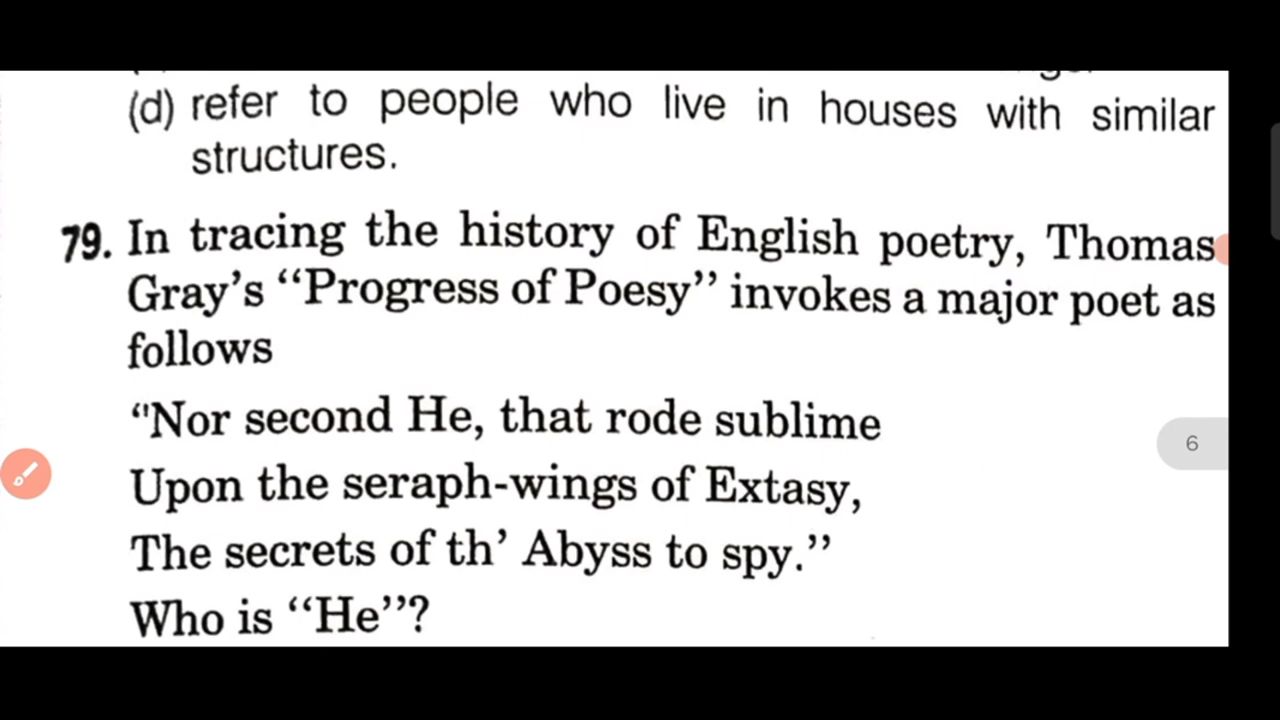 (d) refer to people who live in houses with similar
structures.
79. In tracing the history of English poetry, Thomas
Gray's “Progress of Poesy” invokes a major poet as
follows
“Nor second He, that rode sublime
Upon the seraph-wings of Extasy,
The secrets of th’ Abyss to spy.”
Who is “He”?
6